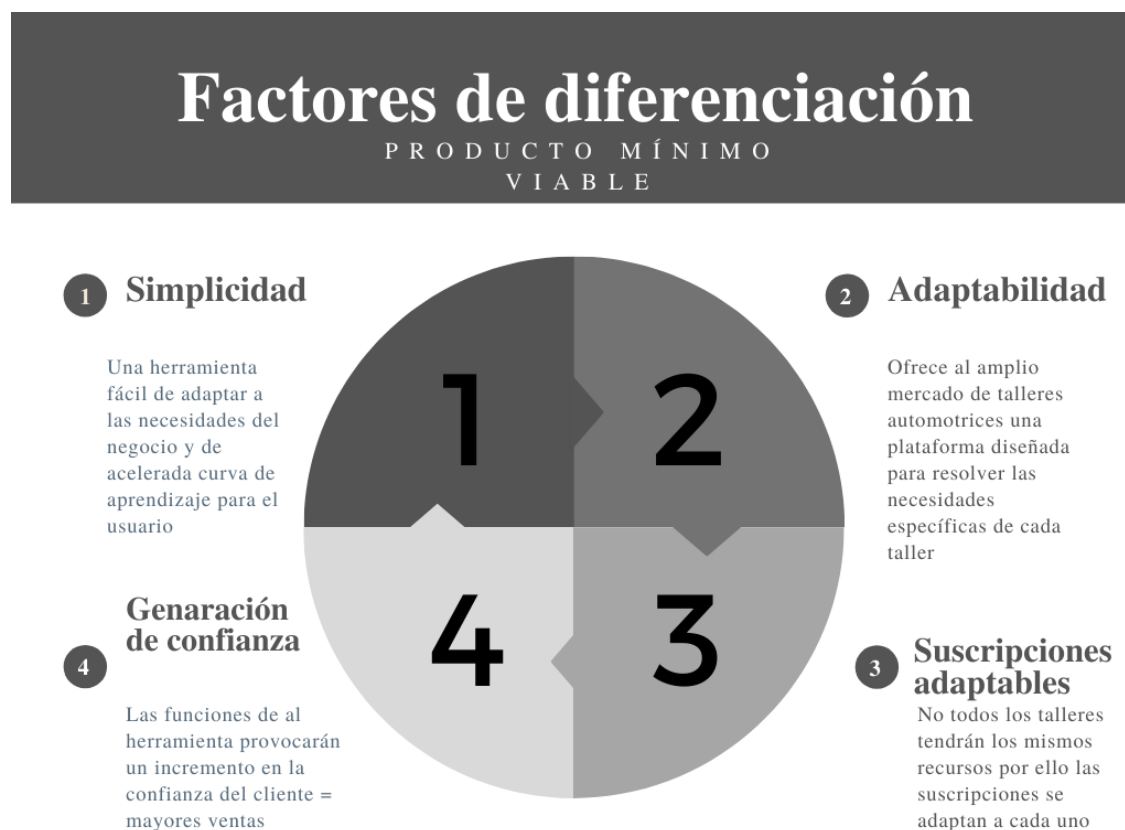 Factores de diferenciación
PRODUCTO MÍNIMO
VIABLE
1
Simplicidad
Una herramienta
fácil de adaptar a
las necesidades del
negocio y de
acelerada curva de
aprendizaje para el
usuario
2
Adaptabilidad
Ofrece al amplio
mercado de talleres
automotrices una
plataforma diseñada
para resolver las
necesidades
específicas de cada
taller
1
2
4
3
4
Genaración
de confianza
Las funciones de al
herramienta provocarán
un incremento en la
confianza del cliente =
mayores ventas
3
Suscripciones
adaptables
No todos los talleres
tendrán los mismos
recursos por ello las
suscripciones se
adaptan a cada uno